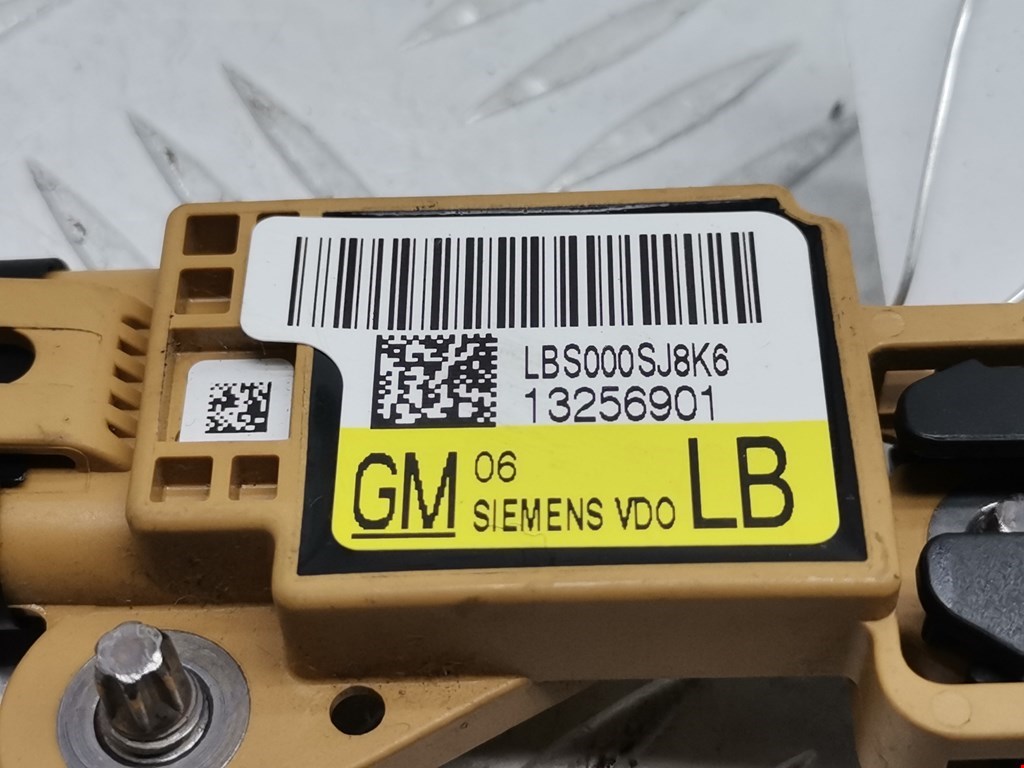 LBS000SJ8K6
13256901
GM 06 LB
SIEMENS VDO